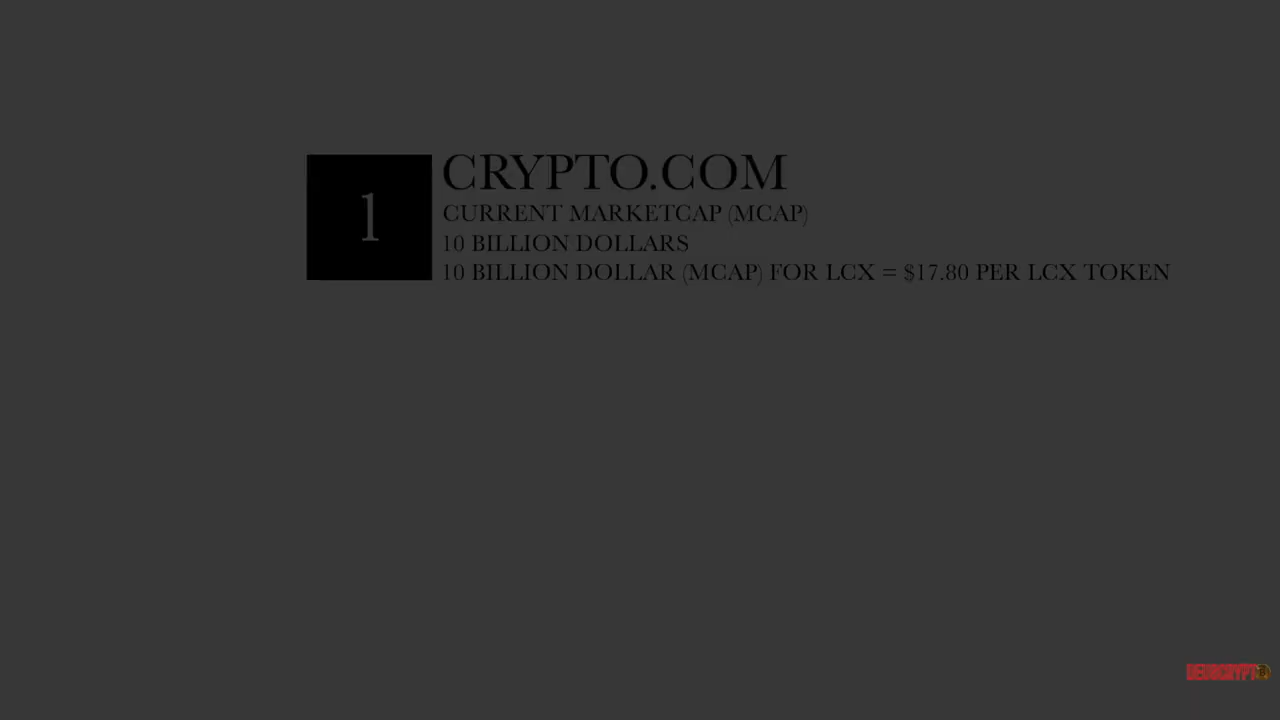 1
CRYPTO.COM
CURRENT MARKETCAP (MCAP)
10 BILLION DOLLARS
10 BILLION DOLLAR (MCAP) FOR LCX = $17.80 PER LCX TOKEN